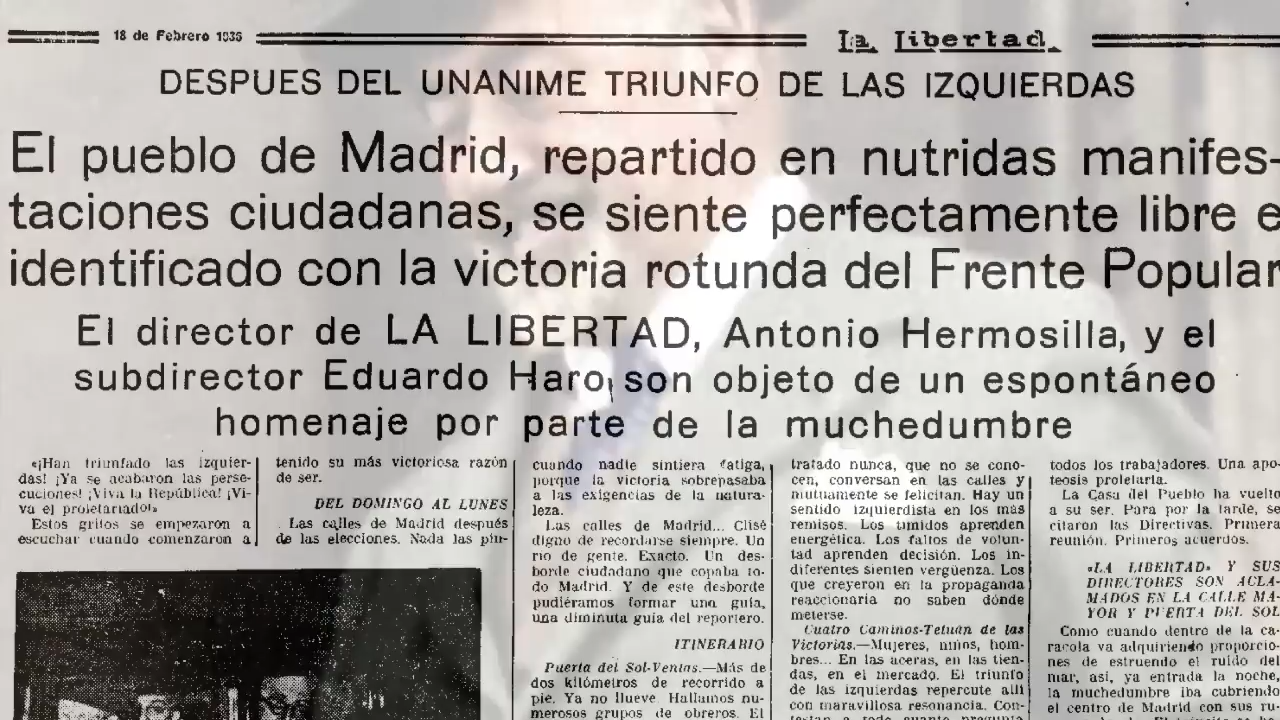 18 de Febrero 1936
La Libertad
DESPUES DEL UNANIME TRIUNFO DE LAS IZQUIERDAS
El pueblo de Madrid, repartido en nutridas manifes-
taciones ciudadanas, se siente perfectamente libre e
identificado con la victoria rotunda del Frente Popular
El director de LA LIBERTAD, Antonio Hermosilla, y el
subdirector Eduardo Haro, son objeto de un espontáneo
homenaje por parte de la muchedumbre
«¡Han triunfado las izquier-
das! ¡Ya se acabaron las perse-
cuciones! ¡Viva la República! ¡Vi-
va el proletariado!»
Estos gritos se empezaron a
escuchar cuando comenzaron a
tenido su más victoriosa razón
de ser.
DEL DOMINGO AL LUNES
Las calles de Madrid después
de las elecciones. Nada las pin-
cuando nadie sintiera fatiga,
porque la victoria sobrepasaba
a las exigencias de la natura-
leza.
Las calles de Madrid... Clisé
digno de recordarse siempre. Un
río de gente. Exacto. Un des-
borde ciudadano que copaba to-
do Madrid. Y de este desborde
pudiéramos formar una guía,
una diminuta guía del reportero.
ITINERARIO
Puerta del Sol-Ventas.—Más de
dos kilómetros de recorrido a
pie. Ya no llueve. Hallamos nu-
merosos grupos de obreros. El
tratado nunca, que no se cono-
cen, conversan en las calles y
mutuamente se felicitan. Hay un
sentido izquierdista en los más
remisos. Los tímidos aprenden
energética. Los faltos de volun-
tad aprenden decisión. Los in-
diferentes sienten vergüenza. Los
que creyeron en la propaganda
reaccionaria no saben dónde
meterse.
Cuatro Caminos-Tetuán de las
Victorias.—Mujeres, niños, hom-
bres... En las aceras, en las tien-
das, en el mercado. El triunfo
de las izquierdas repercute allí
con maravillosa resonancia. Con-
testan a todo cuanto pregunta
todos los trabajadores. Una apo-
teosis proletaria.
La Casa del Pueblo ha vuelto
a su ser. Para por la tarde, se
citaron las Directivas. Primera
reunión. Primeros acuerdos.
«LA LIBERTAD» Y SUS
DIRECTORES SON ACLA-
MADOS EN LA CALLE MA-
YOR Y PUERTA DEL SOL
Como cuando dentro de la ca-
racola va adquiriendo proporcio-
nes de estruendo el ruido del
mar, así, ya entrada la noche,
la muchedumbre iba cubriendo
el centro de Madrid con sus ru-